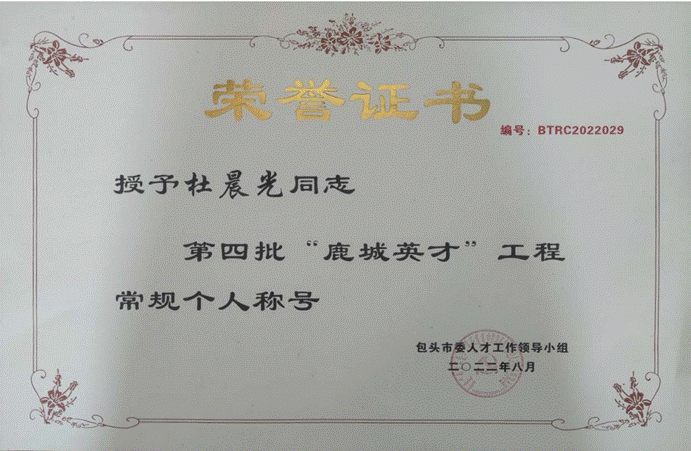 荣誉证书
编号：BTRC2022029
授予杜晨光同志
第四批“鹿城英才”工程
常规个人称号
包头市委人才工作领导小组
二〇二二年八月